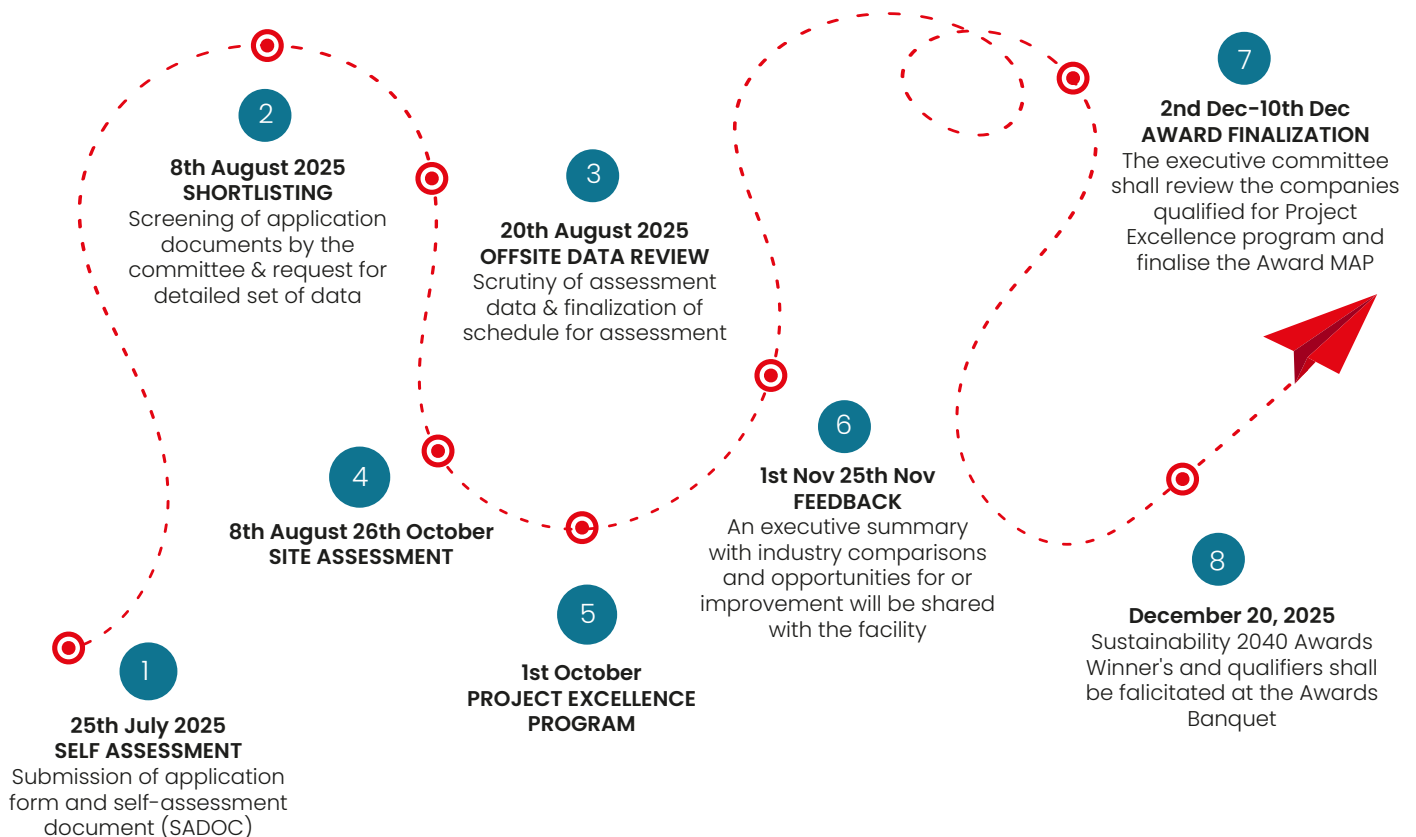 1
25th July 2025
SELF ASSESSMENT
Submission of application
form and self-assessment
document (SADOC)
2
8th August 2025
SHORTLISTING
Screening of application
documents by the
committee & request for
detailed set of data
3
20th August 2025
OFFSITE DATA REVIEW
Scrutiny of assessment
data & finalization of
schedule for assessment
4
8th August 26th October
SITE ASSESSMENT
5
1st October
PROJECT EXCELLENCE
PROGRAM
6
1st Nov 25th Nov
FEEDBACK
An executive summary
with industry comparisons
and opportunities for or
improvement will be shared
with the facility
7
2nd Dec-10th Dec
AWARD FINALIZATION
The executive committee
shall review the companies
qualified for Project
Excellence program and
finalise the Award MAP
8
December 20, 2025
Sustainability 2040 Awards
Winner's and qualifiers shall
be falicitated at the Awards
Banquet